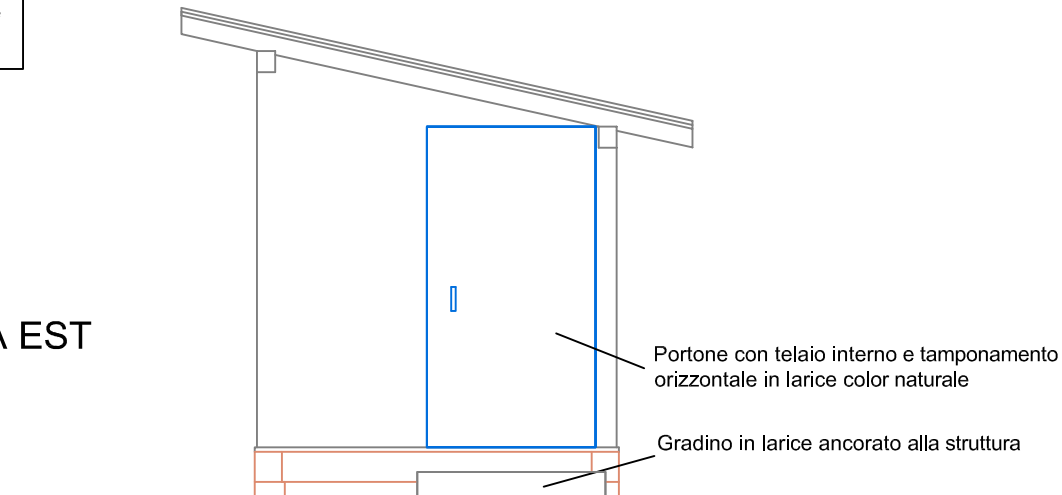 A EST
Portone con telaio interno e tamponamento
orizzontale in larice color naturale
Gradino in larice ancorato alla struttura